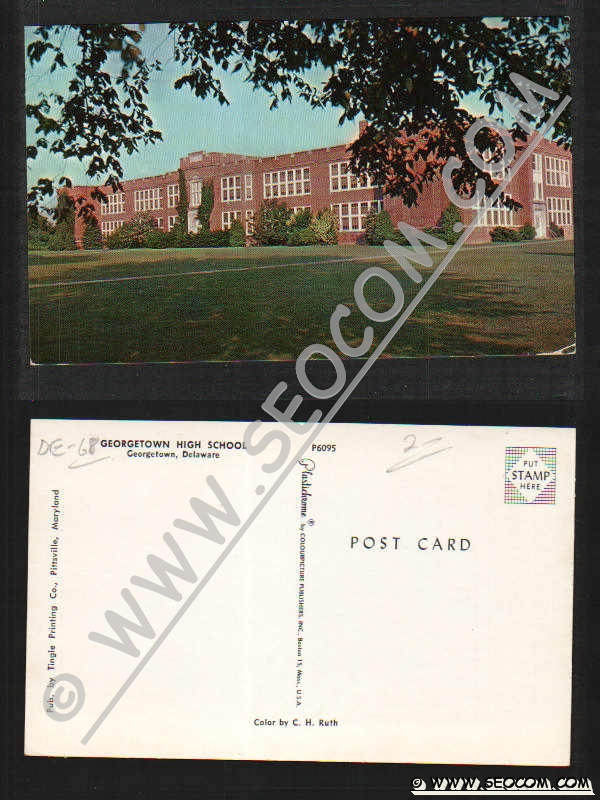 © WWW.SEOCOM.COM
DE-68
GEORGETOWN HIGH SCHOOL
Georgetown, Delaware
P6095
2-
PUT
STAMP
HERE
Pub. by Tingle Printing Co., Pittsville, Maryland
Plastichrome ® by COLOURPICTURE PUBLISHERS, INC., Boston 15, Mass., U.S.A.
POST CARD
Color by C. H. Ruth
© WWW.SEOCOM.COM